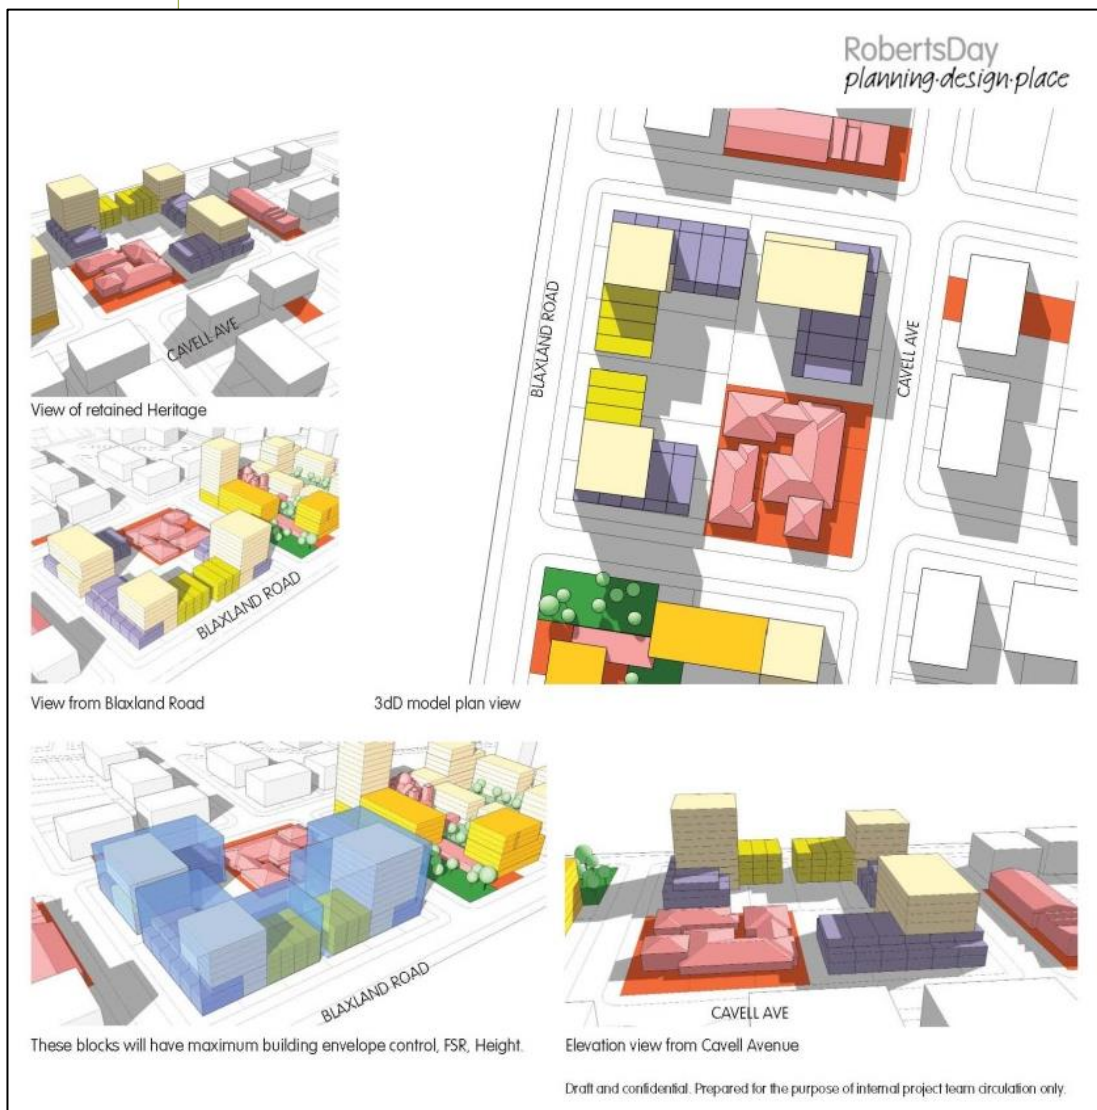 RobertsDay
planning·design·place
CAVELL AVE
View of retained Heritage
BLAXLAND ROAD
View from Blaxland Road
BLAXLAND ROAD
CAVELL AVE
3dD model plan view
BLAXLAND ROAD
These blocks will have maximum building envelope control, FSR, Height.
CAVELL AVE
Elevation view from Cavell Avenue
Draft and confidential. Prepared for the purpose of internal project team circulation only.